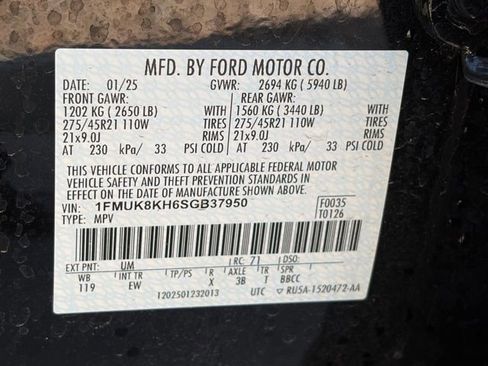 MFD. BY FORD MOTOR CO.
DATE: 01/25 GVWR: 2694 KG ( 5940 LB)
FRONT GAWR: REAR GAWR:
1202 KG ( 2650 LB) WITH 1560 KG ( 3440 LB) WITH
275/45R21 110W TIRES 275/45R21 110W TIRES
21x9.0J RIMS 21x9.0J RIMS
AT 230 kPa/ 33 PSI COLD AT 230 kPa/ 33 PSI COLD
THIS VEHICLE CONFORMS TO ALL APPLICABLE FEDERAL MOTOR
VEHICLE SAFETY AND THEFT PREVENTION STANDARDS IN
EFFECT ON THE DATE OF MANUFACTURE SHOWN ABOVE.
VIN: 1FMUK8KH6SGB37950 F0035
TYPE: MPV T0126
EXT PNT: UM RC: 71 DSO:
WB INT TR TP/PS R AXLE TR SPR
119 EW X 3B T BBCC
1202501232013 UTC RU5A-1520472-AA